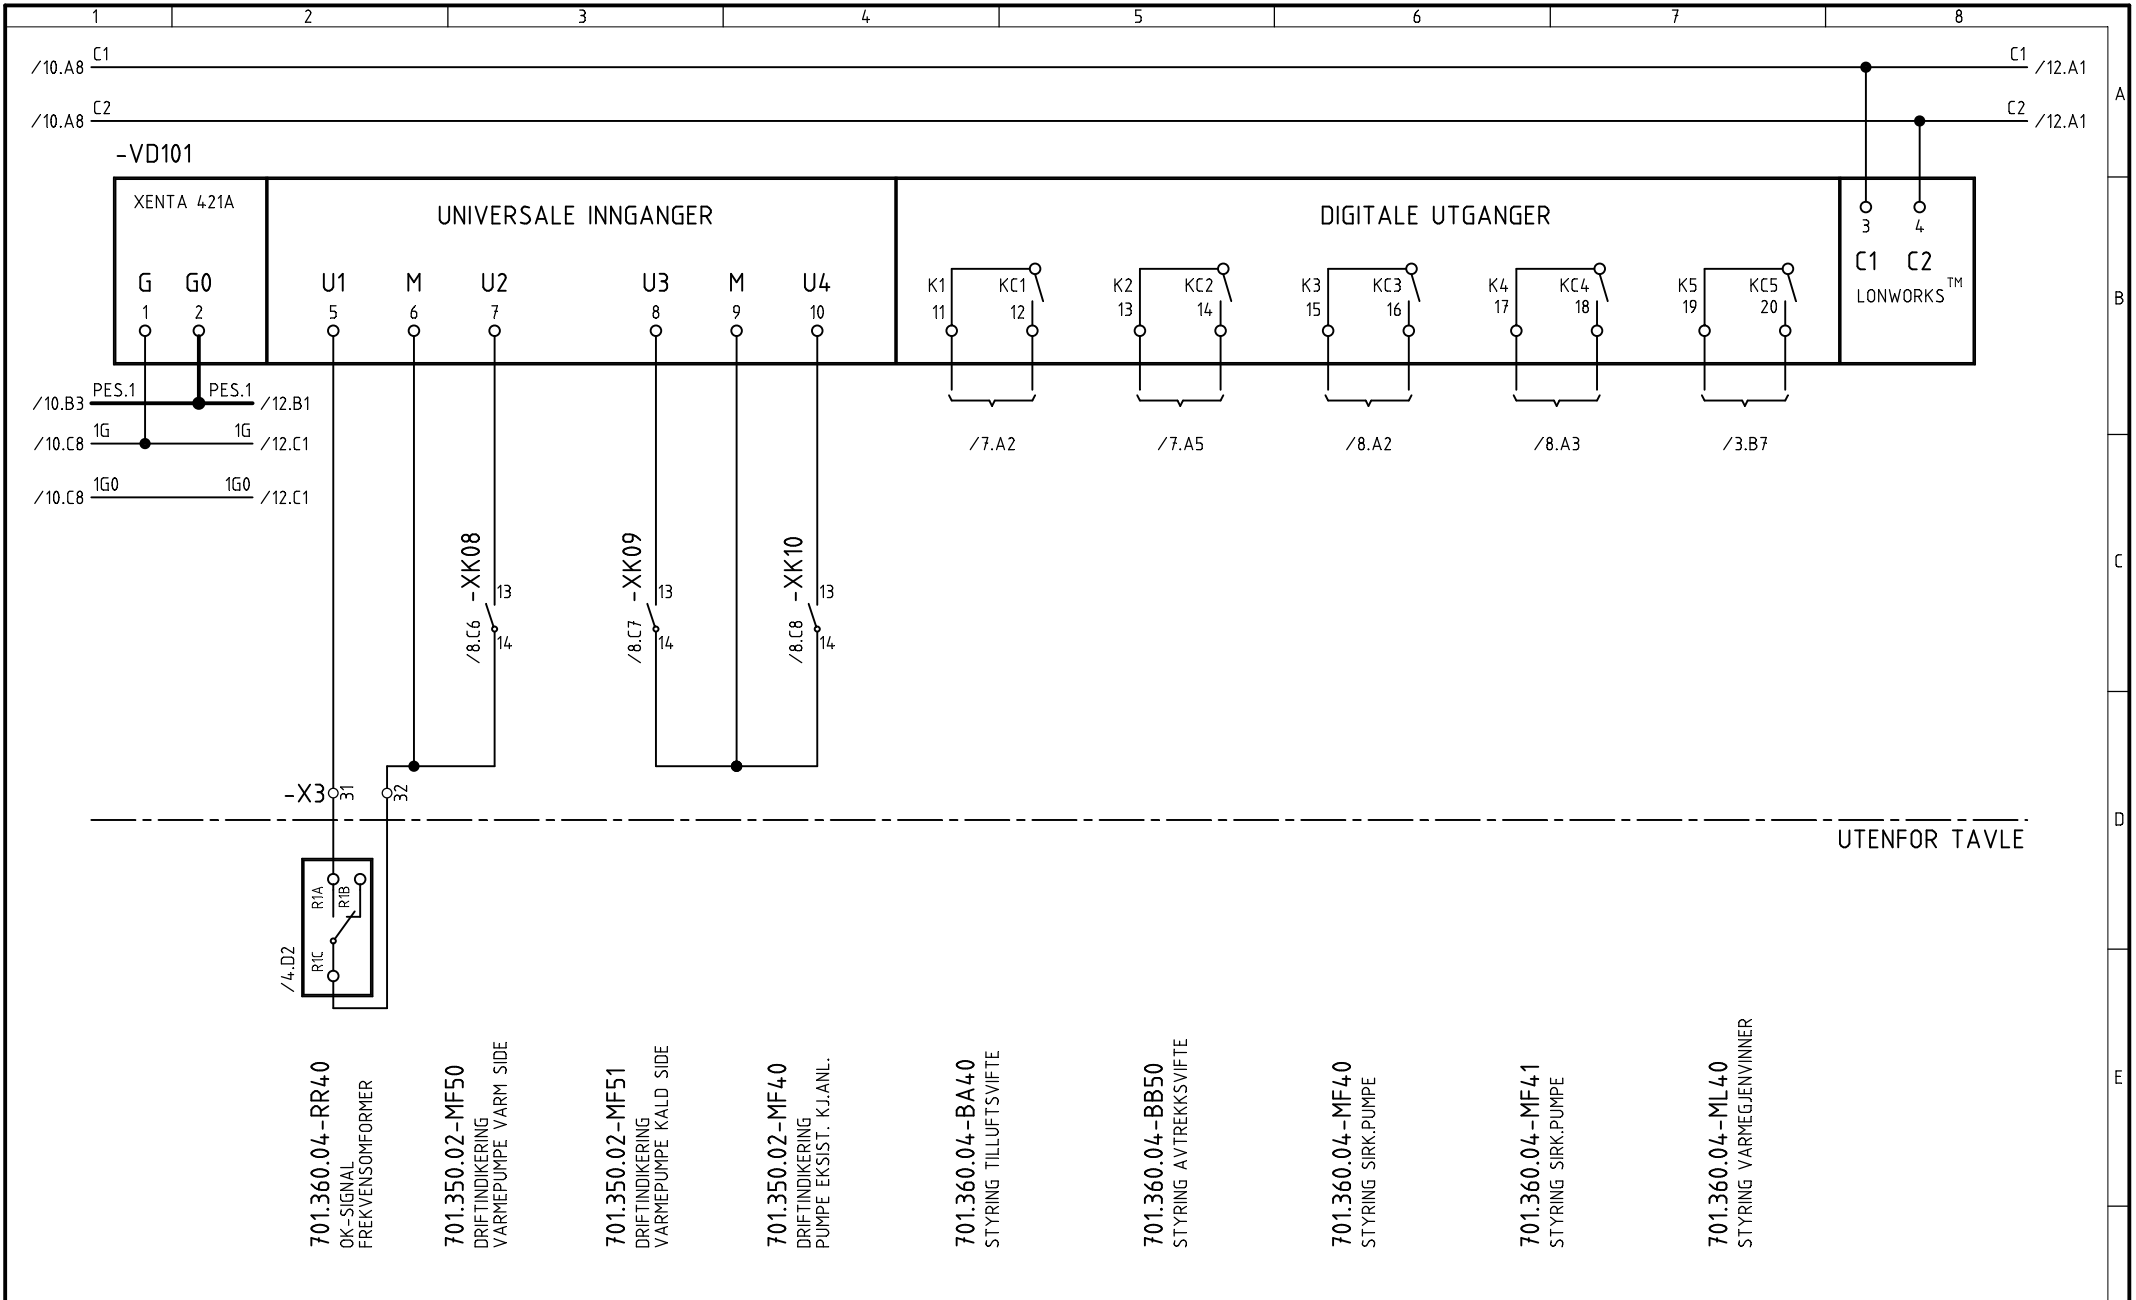 1 2 3 4 5 6 7 8
C1 C1
/10.A8 /12.A1
A
C2 C2
/10.A8 /12.A1
-VD101
XENTA 421A
UNIVERSALE INNGANGER
DIGITALE UTGANGER
3 4
C1 C2
LONWORKS™
G G0 U1 M U2 U3 M U4
1 2 5 6 7 8 9 10
K1 KC1 K2 KC2 K3 KC3 K4 KC4 K5 KC5
11 12 13 14 15 16 17 18 19 20
B
PES.1 PES.1
/10.B3 /12.B1
1G 1G
/10.C8 /12.C1
1G0 1G0
/10.C8 /12.C1
/7.A2 /7.A5 /8.A2 /8.A3 /3.B7
-XK08
13
14
/8.C6
-XK09
13
14
/8.C7
-XK10
13
14
/8.C8
C
-X3
31
32
D
UTENFOR TAVLE
R1A
R1B
R1C
/4.D2
E
701.360.04-RR40
OK-SIGNAL
FREKVENSOMFORMER
701.350.02-MF50
DRIFTINDIKERING
VARMEPUMPE VARM SIDE
701.350.02-MF51
DRIFTINDIKERING
VARMEPUMPE KALD SIDE
701.350.02-MF40
DRIFTINDIKERING
PUMPE EKSIST. KJ.ANL.
701.360.04-BA40
STYRING TILLUFTSVIFTE
701.360.04-BB50
STYRING AVTREKKSVIFTE
701.360.04-MF40
STYRING SIRK.PUMPE
701.360.04-MF41
STYRING SIRK.PUMPE
701.360.04-ML40
STYRING VARMEGJENVINNER